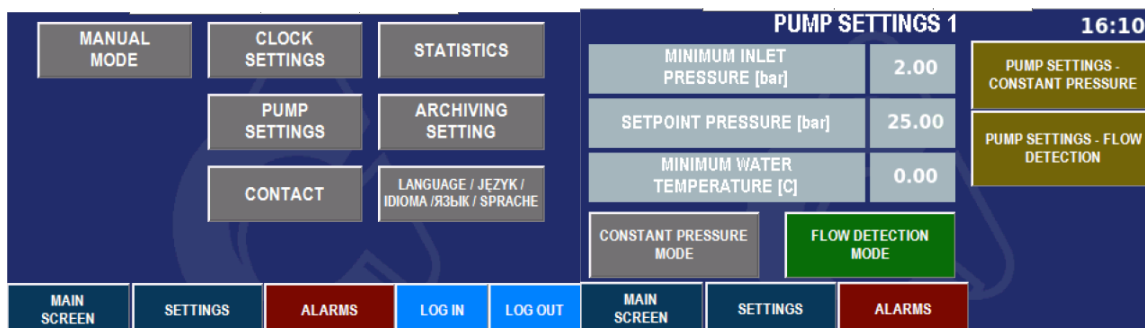 MANUAL
MODE
CLOCK
SETTINGS
STATISTICS
PUMP
SETTINGS
ARCHIVING
SETTING
CONTACT
LANGUAGE / JĘZYK /
IDIOMA /ЯЗЫК / SPRACHE
MAIN
SCREEN
SETTINGS
ALARMS
LOG IN
LOG OUT
PUMP SETTINGS 1
16:10
MINIMUM INLET
PRESSURE [bar]
2.00
SETPOINT PRESSURE [bar]
25.00
MINIMUM WATER
TEMPERATURE [C]
0.00
PUMP SETTINGS -
CONSTANT PRESSURE
PUMP SETTINGS - FLOW
DETECTION
CONSTANT PRESSURE
MODE
FLOW DETECTION
MODE
MAIN
SCREEN
SETTINGS
ALARMS